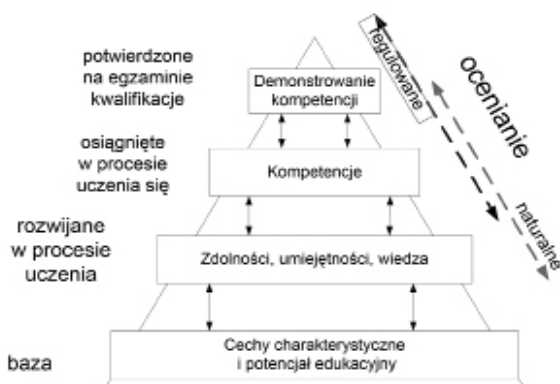 potwierdzone
na egzaminie
kwalifikacje
Demonstrowanie
kompetencji
regulowane
ocenianie
osiągnięte
w procesie
uczenia się
Kompetencje
naturalne
rozwijane
w procesie
uczenia
Zdolności, umiejętności, wiedza
baza
Cechy charakterystyczne
i potencjał edukacyjny